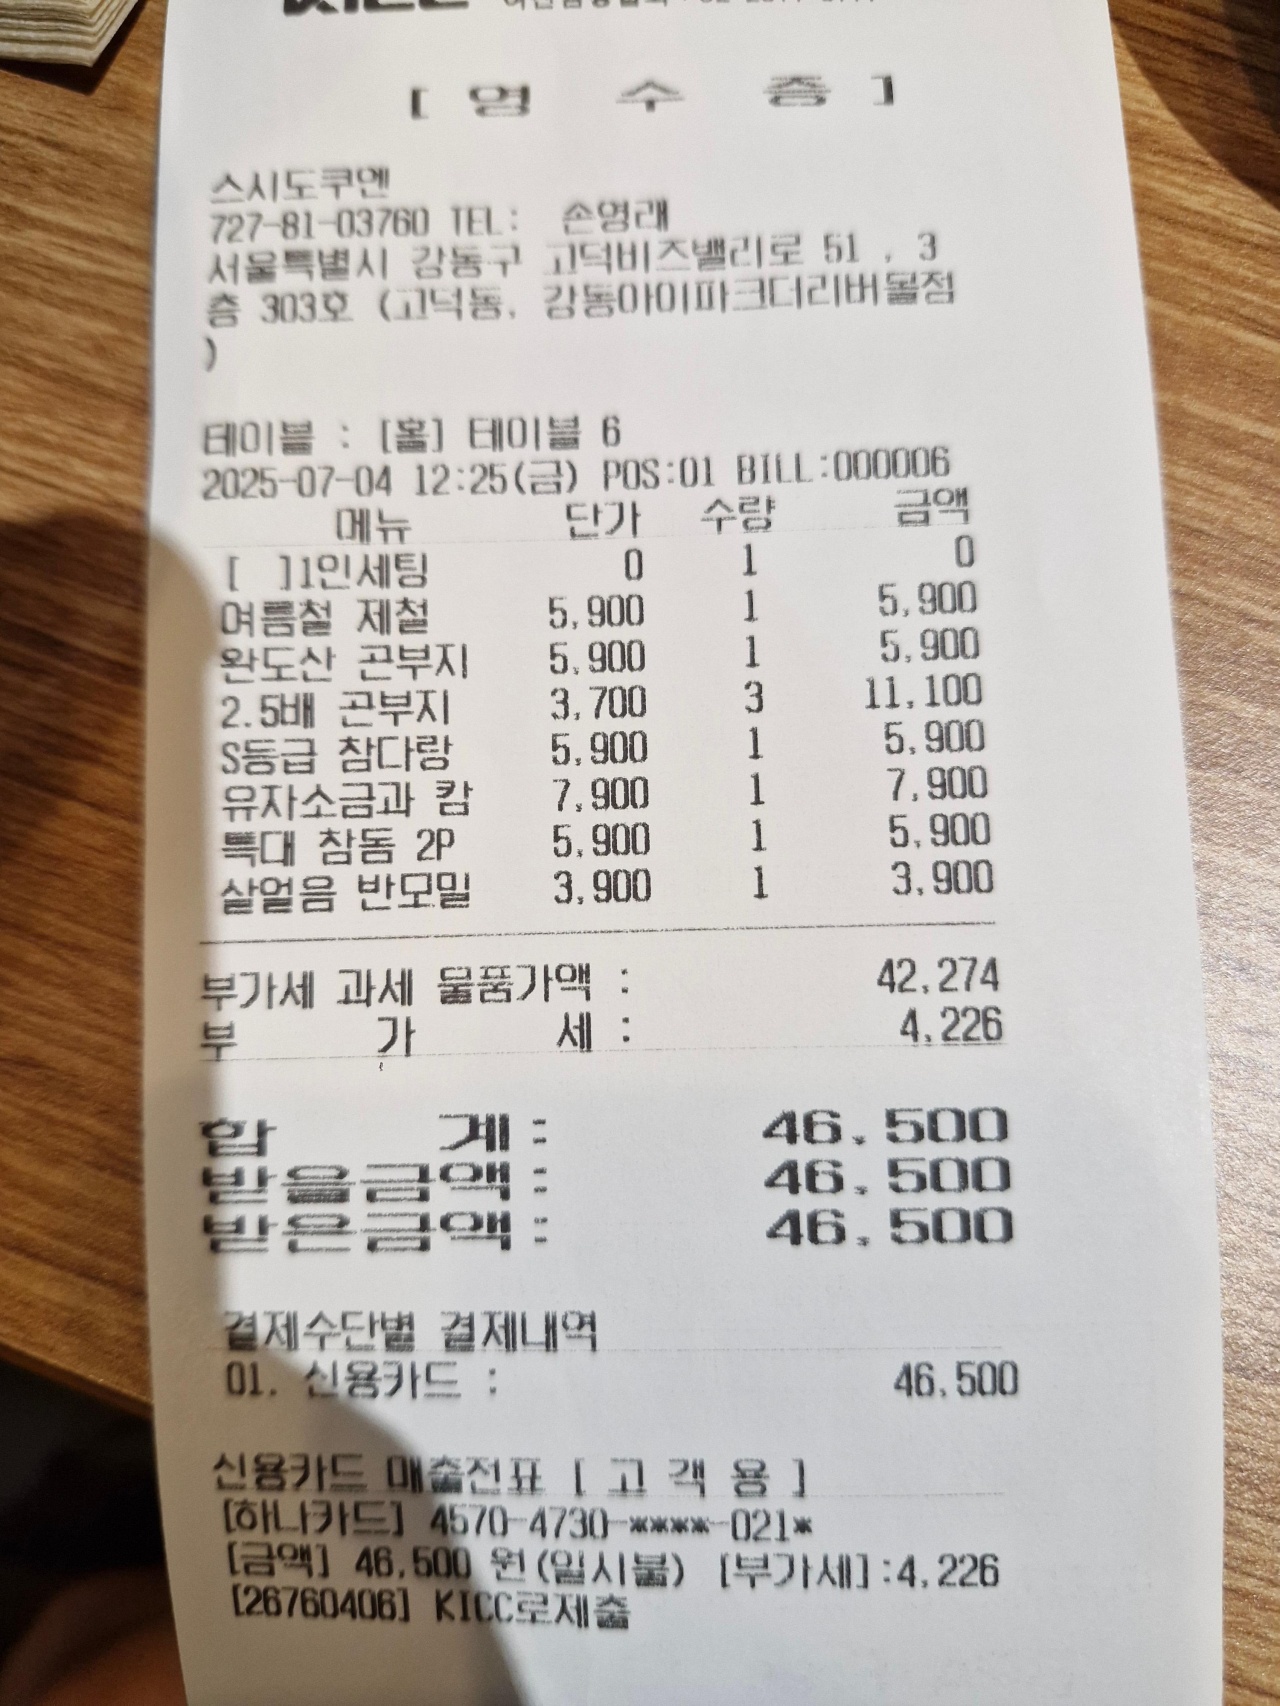 [ 영 수 증 ]
스시도쿠엔
727-81-03760 TEL: 손영래
서울특별시 강동구 고덕비즈밸리로 51 , 3
층 303호 (고덕동, 강동아이파크더리버몰점
)
테이블 : [홀] 테이블 6
2025-07-04 12:25(금) POS:01 BILL:000006
메뉴 단가 수량 금액
[ ]1인세팅 0 1 0
여름철 제철 5,900 1 5,900
완도산 곤부지 5,900 1 5,900
2.5배 곤부지 3,700 3 11,100
S등급 참다랑 5,900 1 5,900
유자소금과 캄 7,900 1 7,900
특대 참돔 2P 5,900 1 5,900
살얼음 반모밀 3,900 1 3,900
부가세 과세 물품가액 : 42,274
부 가 세 : 4,226
합 계 : 46,500
받을금액 : 46,500
받은금액 : 46,500
결제수단별 결제내역
01. 신용카드 : 46,500
신용카드 매출전표 [ 고 객 용 ]
[하나카드] 4570-4730-****-021*
[금액] 46,500 원(일시불) [부가세]:4,226
[26760406] KICC로제출